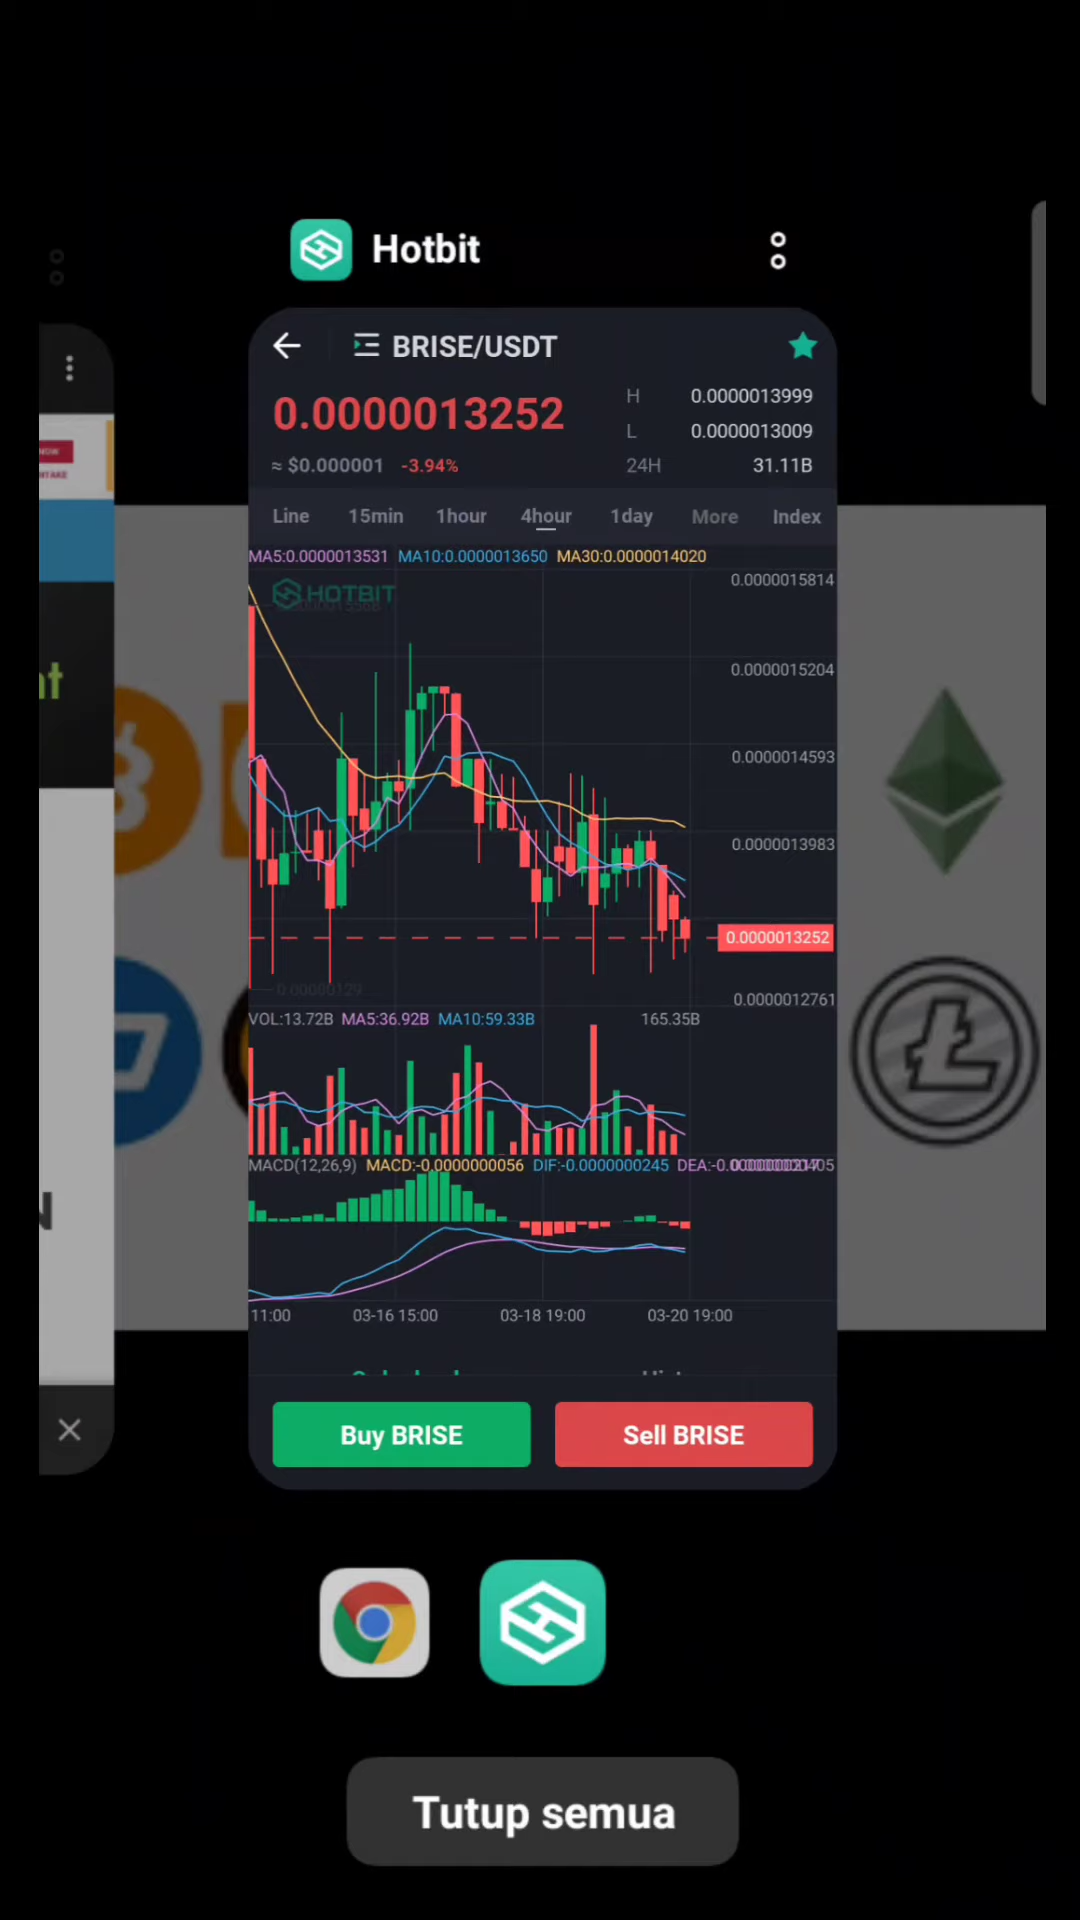 Hotbit
BRISE/USDT
0.0000013252
H 0.0000013999
L 0.0000013009
≈ $0.000001 -3.94%
24H 31.11B
NOW
Line 15min 1hour 4hour 1day More Index
MA5:0.0000013531 MA10:0.0000013650 MA30:0.0000014020
0.0000015814
HOTBIT
0.0000015204
0.0000014593
0.0000013983
0.0000013252
0.00000129
0.0000012761
VOL:13.72B MA5:36.92B MA10:59.33B 165.35B
MACD(12,26,9) MACD:-0.0000000056 DIF:-0.0000000245
11:00 03-16 15:00 03-18 19:00 03-20 19:00
Buy BRISE Sell BRISE
Tutup semua